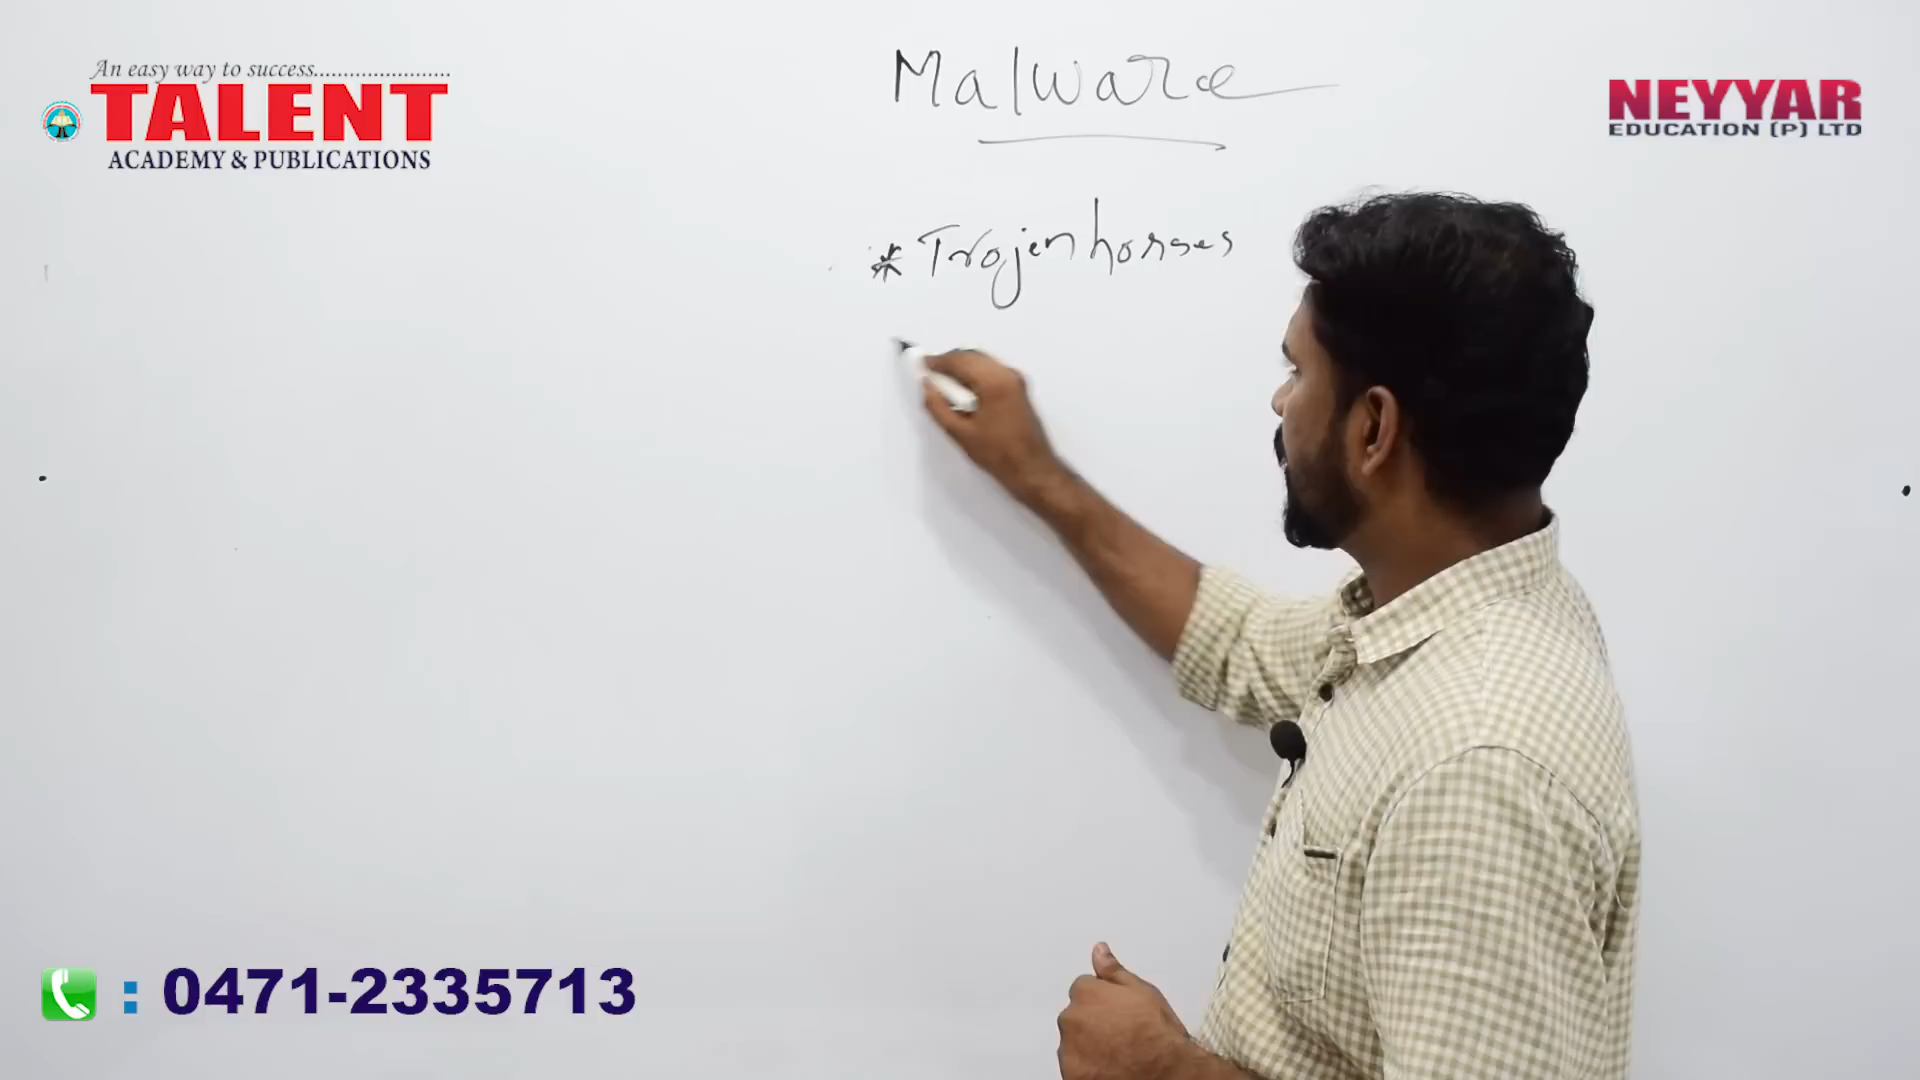 An easy way to success.......................
TALENT
ACADEMY & PUBLICATIONS
NEYYAR
EDUCATION (P) LTD
Malware
* Trojen horses
: 0471-2335713